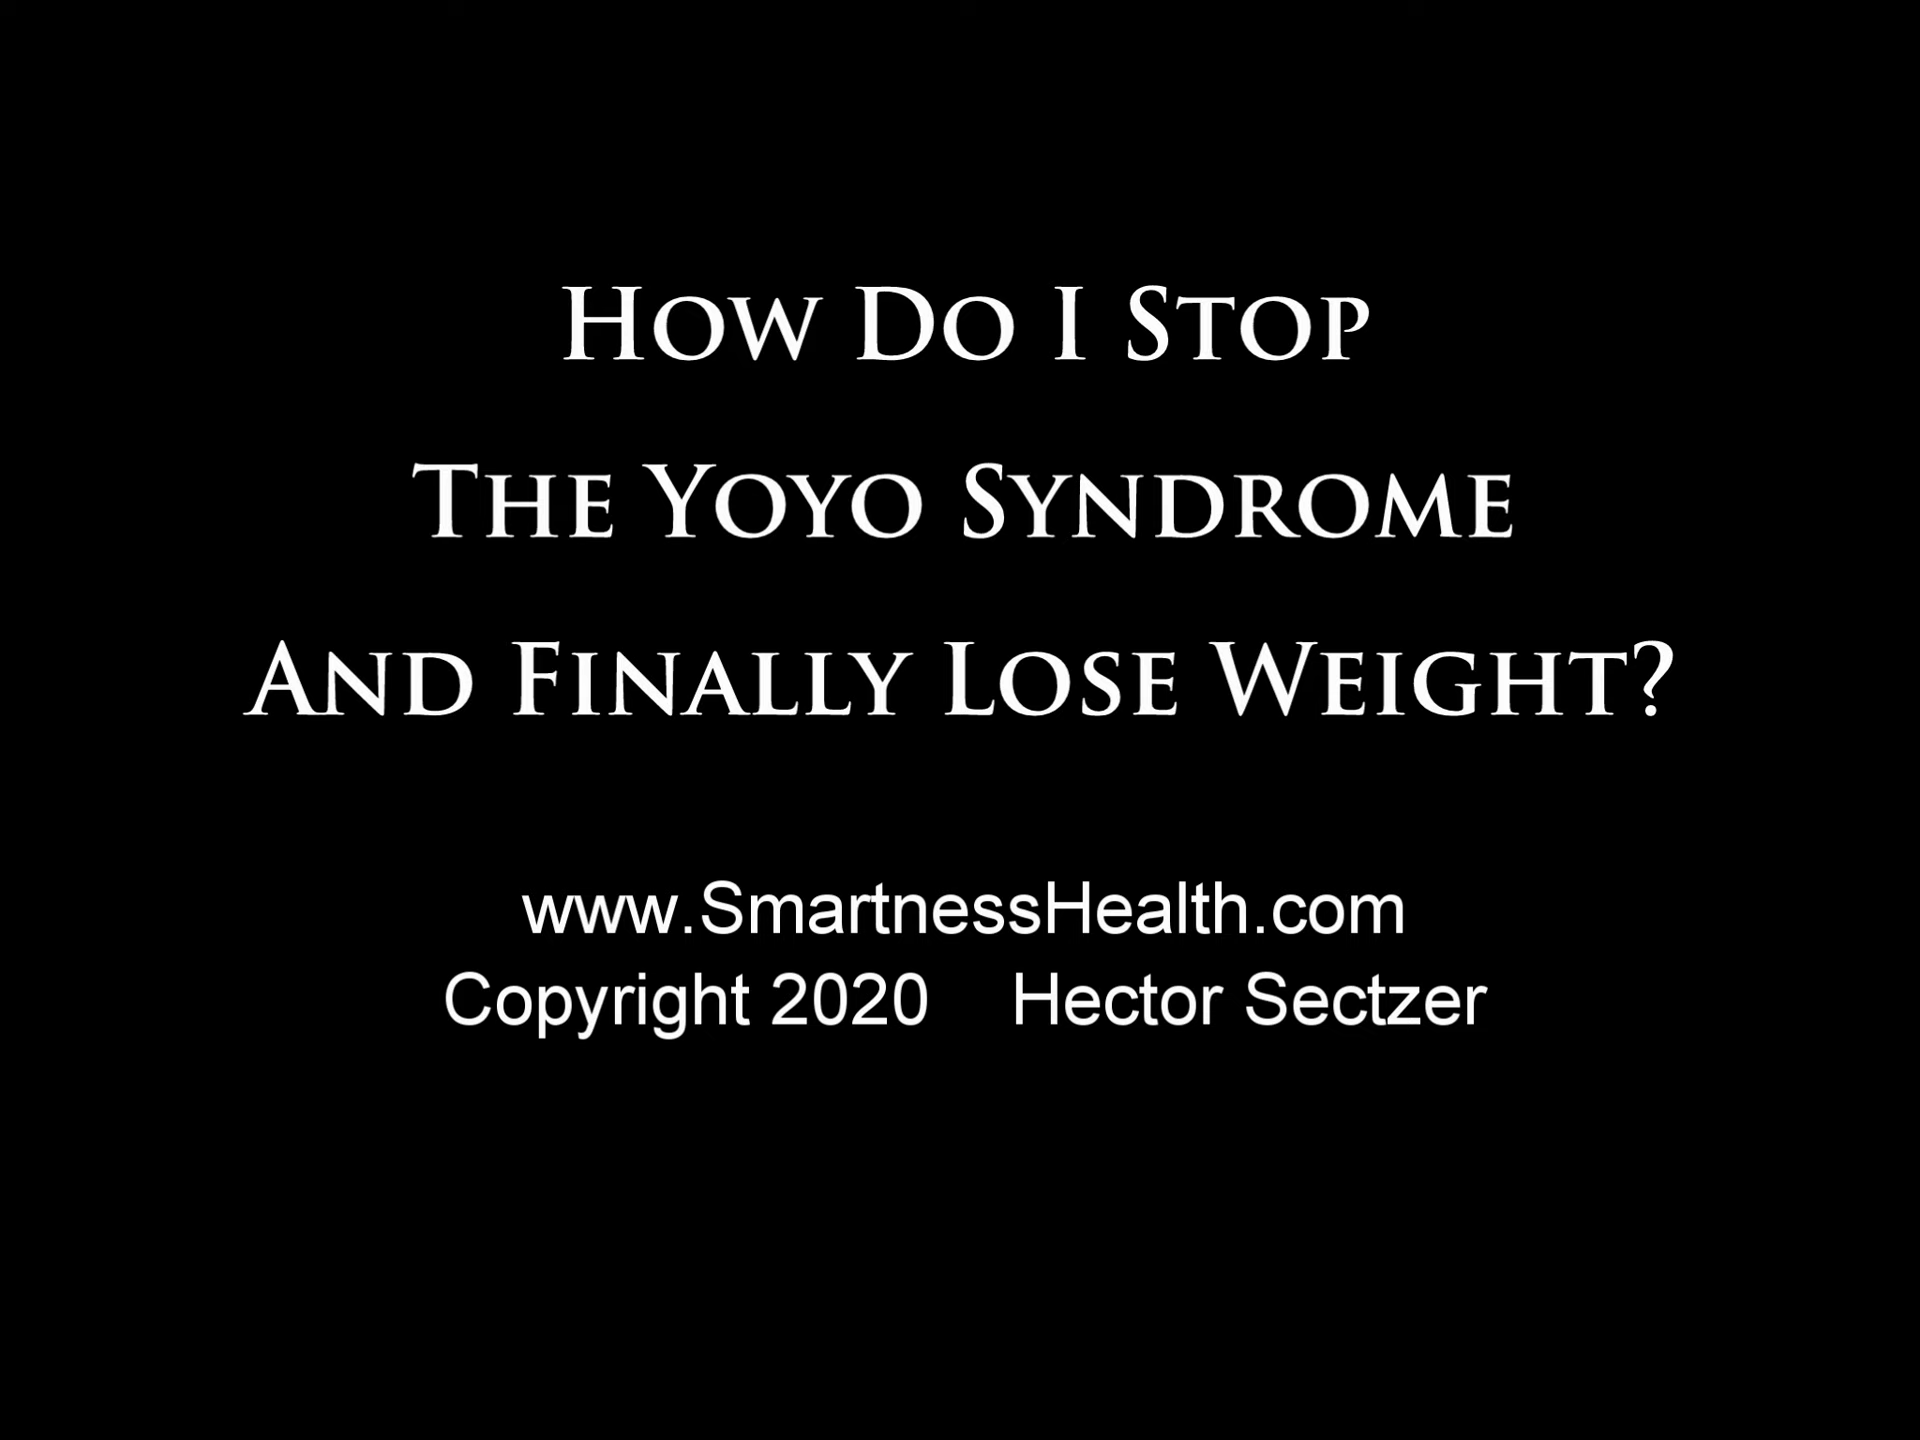 How Do I Stop
The Yoyo Syndrome
And Finally Lose Weight?
www.SmartnessHealth.com
Copyright 2020 Hector Sectzer